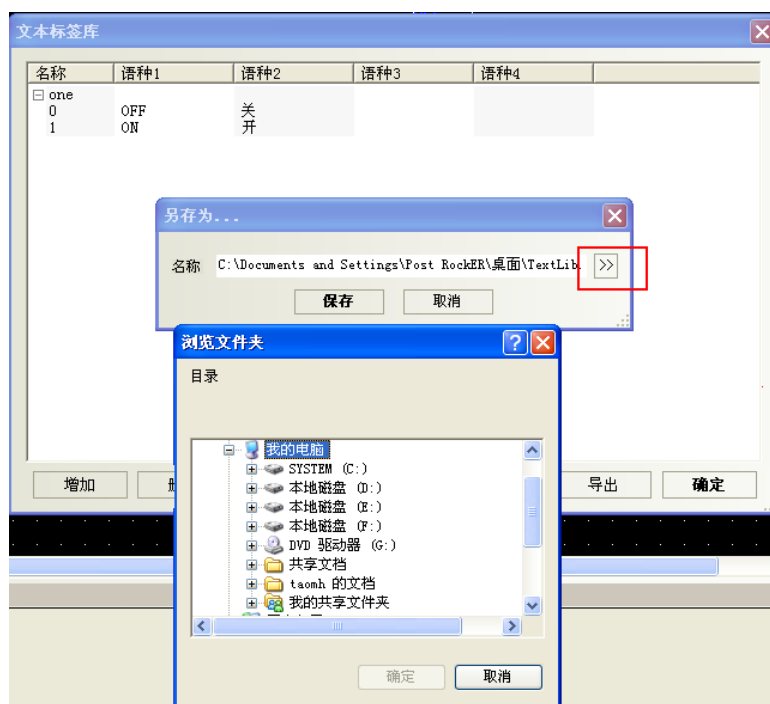 文本标签库
名称 语种1 语种2 语种3 语种4
one
0 OFF 关
1 ON 开
另存为...
名称 C:\Documents and Settings\Post RockER\桌面\TextLib. >>
保存 取消
浏览文件夹
目录
我的电脑
SYSTEM (C:)
本地磁盘 (D:)
本地磁盘 (E:)
本地磁盘 (F:)
DVD 驱动器 (G:)
共享文档
taomh 的文档
我的共享文件夹
增加 导出 确定
确定 取消